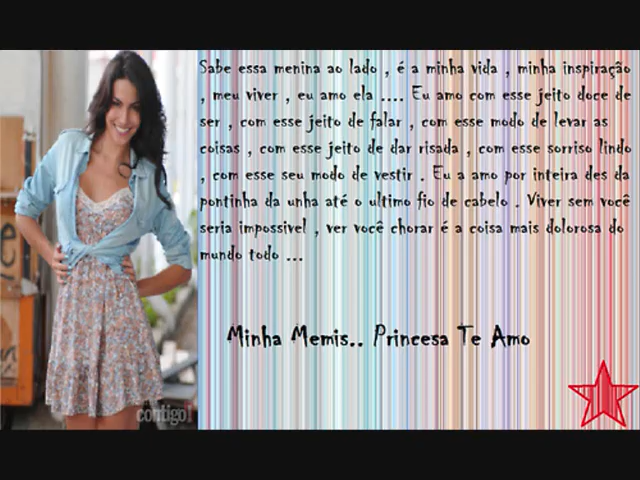 Sabe essa menina ao lado , é a minha vida , minha inspiração
, meu viver , eu amo ela .... Eu amo com esse jeito doce de
ser , com esse jeito de falar , com esse modo de levar as
coisas , com esse jeito de dar risada , com esse sorriso lindo
, com esse seu modo de vestir . Eu a amo por inteira des da
pontinha da unha até o ultimo fio de cabelo . Viver sem você
seria impossivel , ver você chorar é a coisa mais dolorosa do
mundo todo ...
Minha Memis.. Princesa Te Amo
contigo!